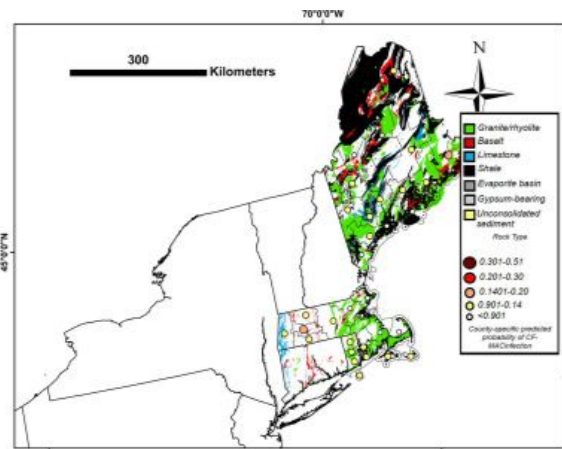 70°0'0"W
300
Kilometers
N
45°0'0"N
Granite/rhyolite
Basalt
Limestone
Shale
Evaporite basin
Gypsum-bearing
Unconsolidated
sediment
Rock Type
0.301-0.51
0.201-0.30
0.1401-0.20
0.901-0.14
<0.901
County-specific predicted
probability of CF-
MACinfection